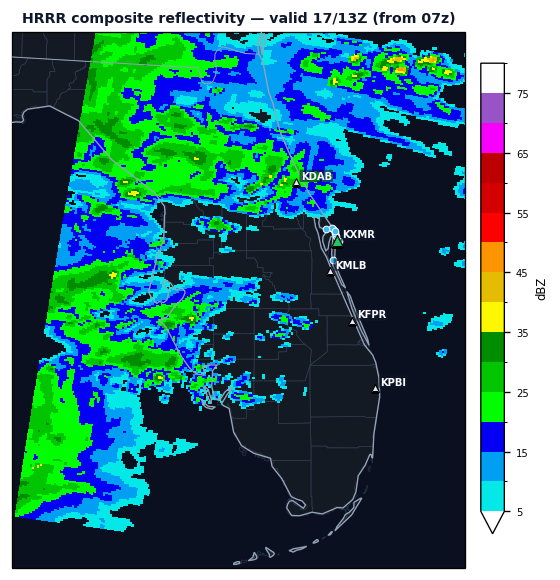 HRRR composite reflectivity — valid 17/13Z (from 07z)
KDAB
KXMR
KMLB
KFPR
KPBI
75
65
55
45
35
25
15
5
dBZ